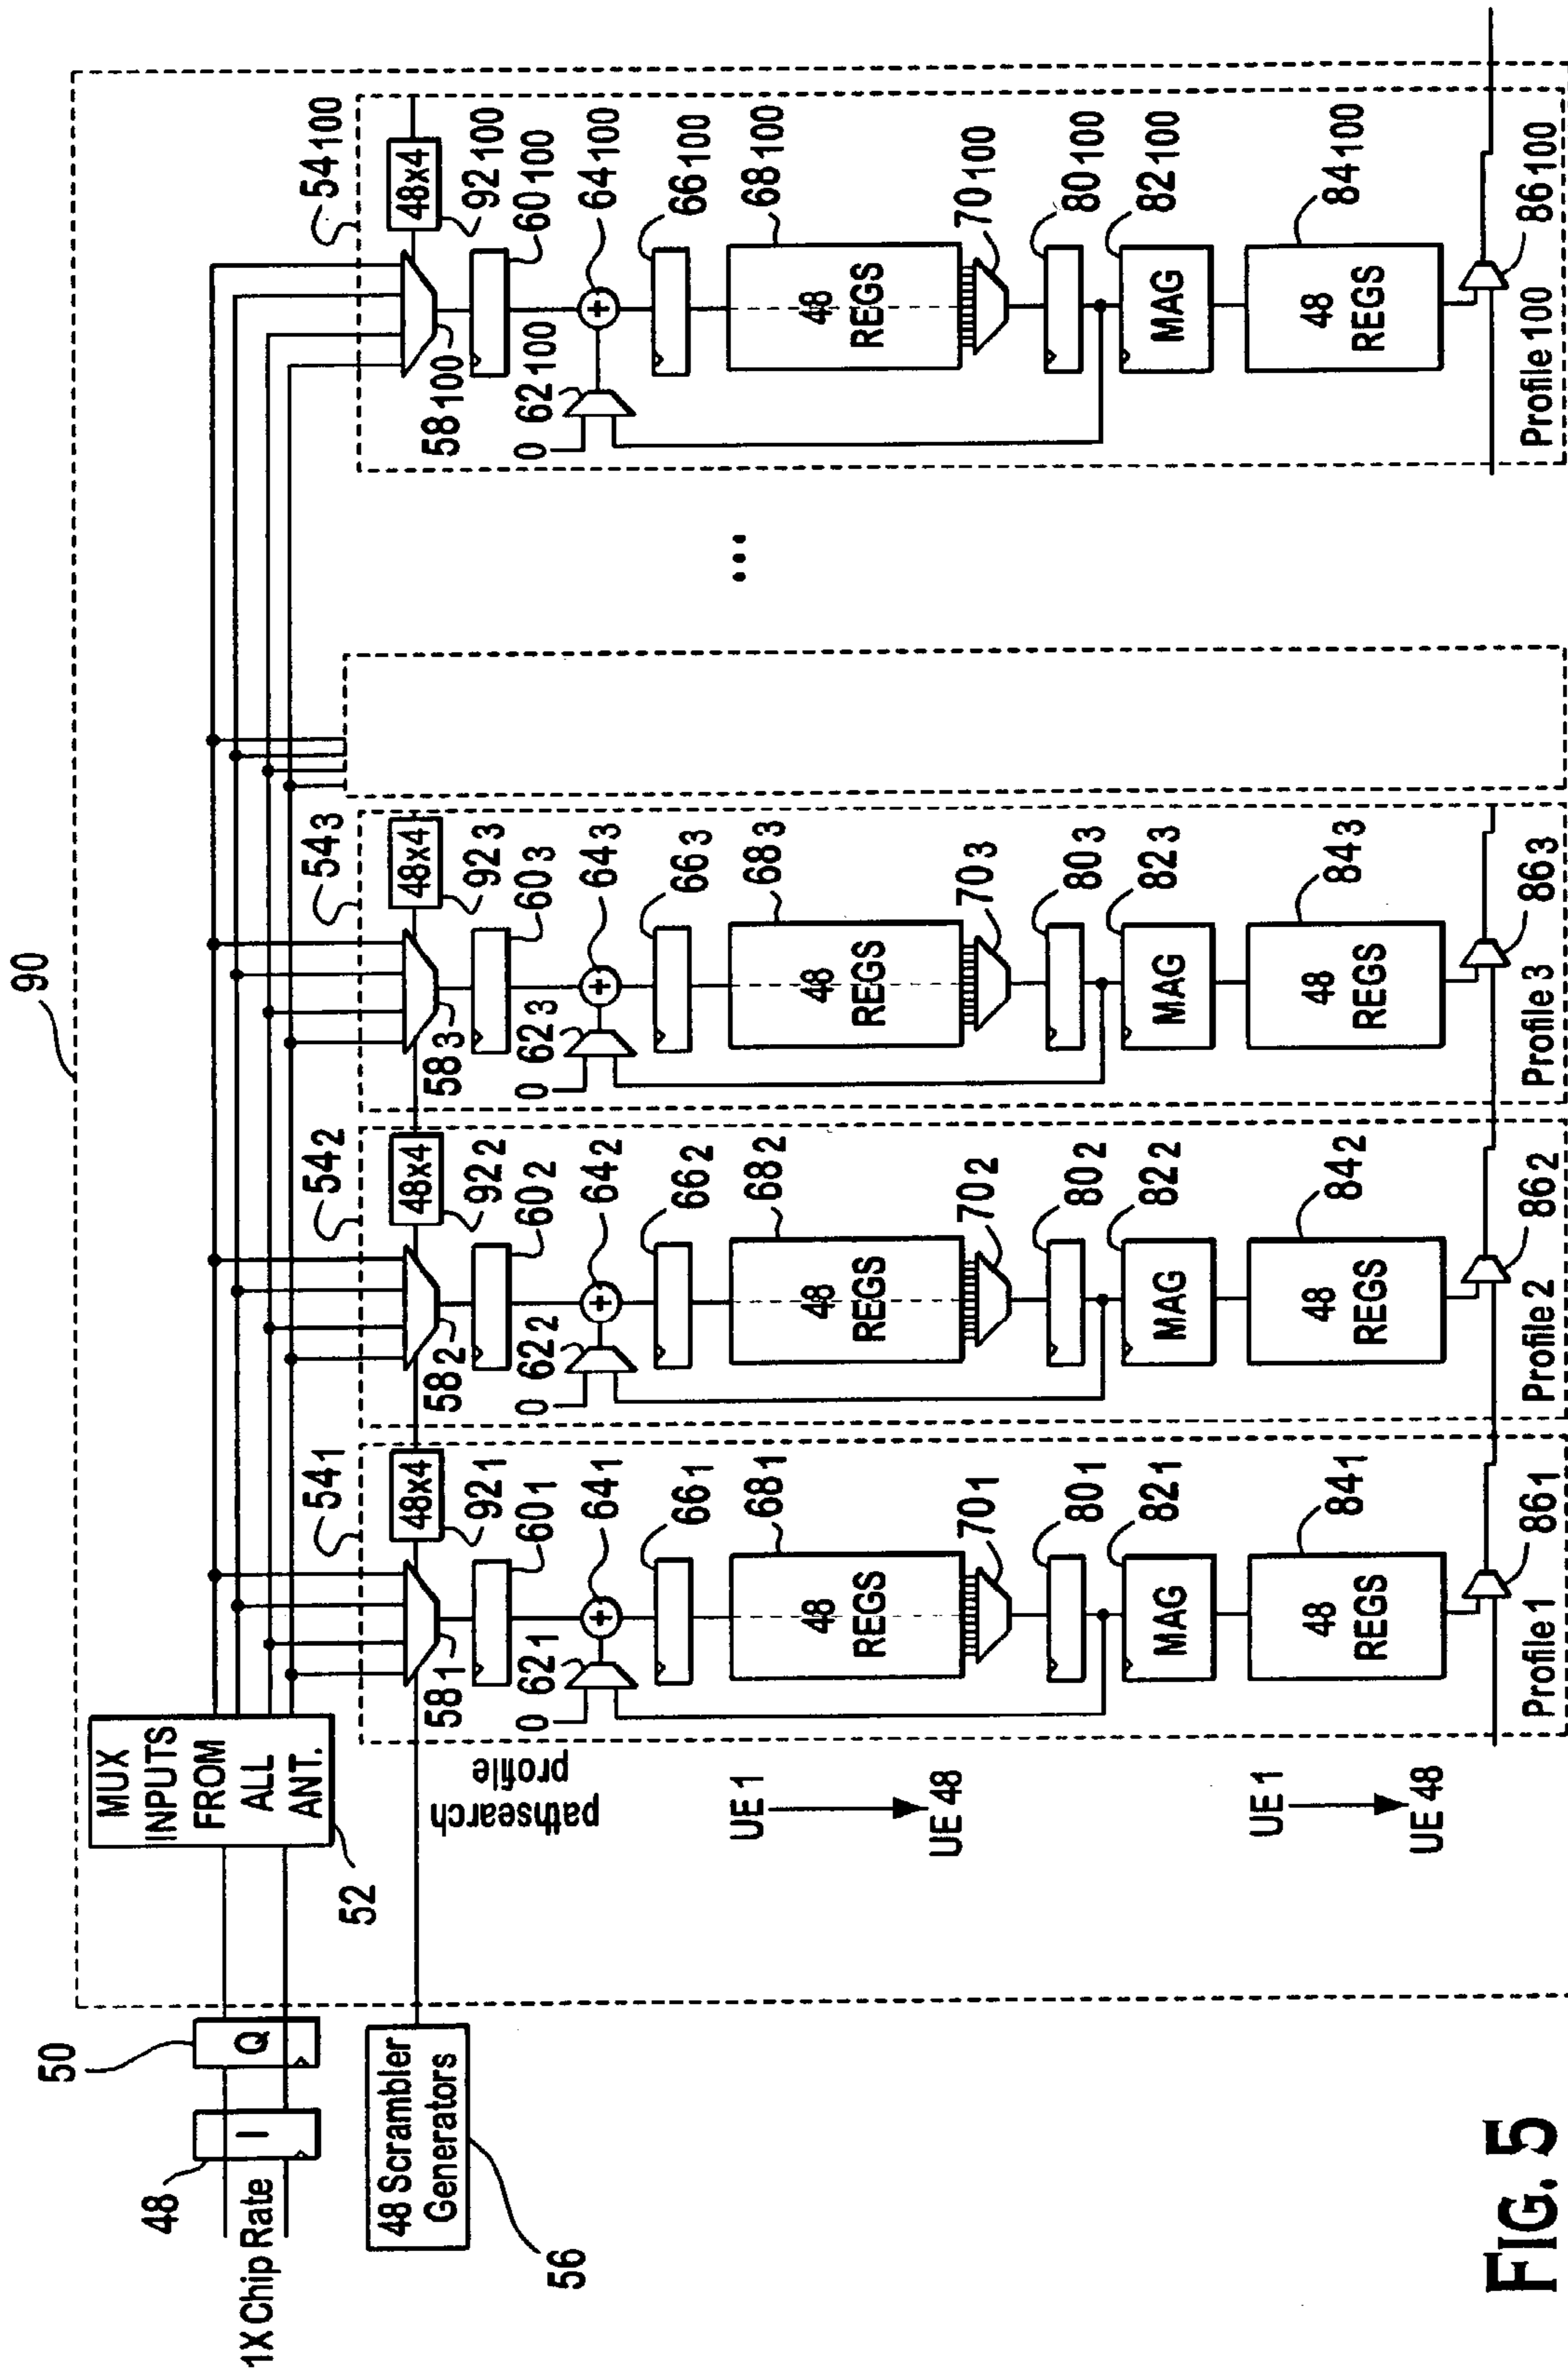 90
50
48
I
Q
1X Chip Rate
MUX
INPUTS
FROM
ALL
ANT.
52
48 Scrambler
Generators
56
pathsearch
profile
UE 1
UE 48
UE 1
UE 48
54 1
48x4
92 1
58 1
60 1
0
62 1
64 1
66 1
48
REGS
68 1
70 1
80 1
MAG
82 1
48
REGS
84 1
86 1
Profile 1
54 2
48x4
92 2
58 2
60 2
0
62 2
64 2
66 2
48
REGS
68 2
70 2
80 2
MAG
82 2
48
REGS
84 2
86 2
Profile 2
54 3
48x4
92 3
58 3
60 3
0
62 3
64 3
66 3
48
REGS
68 3
70 3
80 3
MAG
82 3
48
REGS
84 3
86 3
Profile 3
...
54 100
48x4
92 100
58 100
60 100
0
62 100
64 100
66 100
48
REGS
68 100
70 100
80 100
MAG
82 100
48
REGS
84 100
86 100
Profile 100
FIG. 5